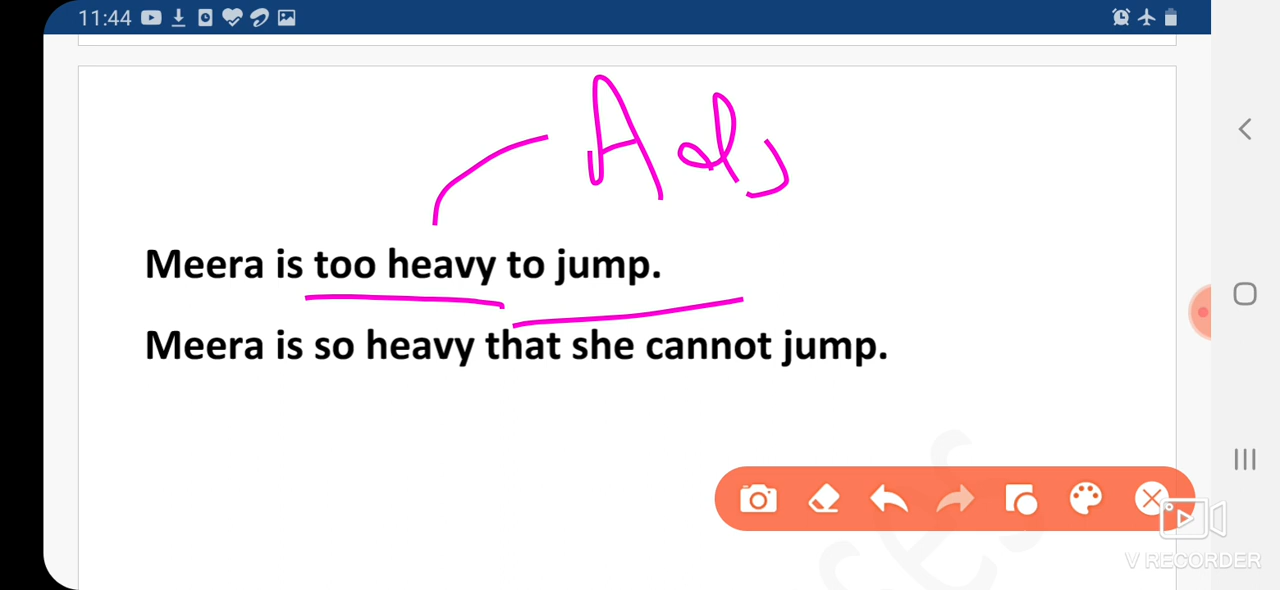 11:44
Adj
Meera is too heavy to jump.
Meera is so heavy that she cannot jump.
V RECORDER